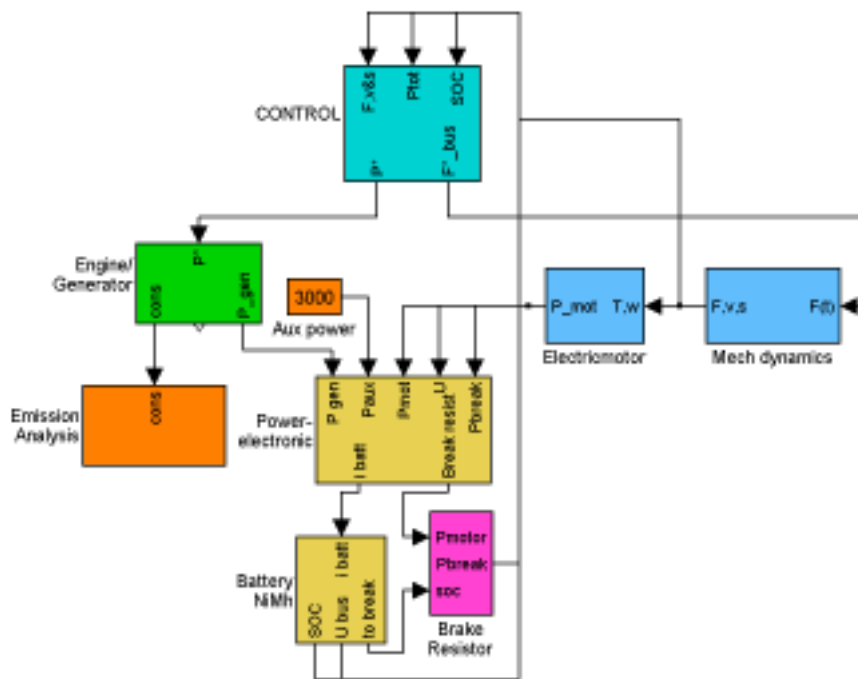 F,v&s
Ptot
SOC
CONTROL
P*
F*_bus
Engine/
Generator
P*
cons
P_gen
3000
Aux power
P_mot
T,w
Electricmotor
F,v,s
F(t)
Mech dynamics
Emission
Analysis
cons
Power-
electronic
P gen
Paux
Pmot
U
Pbreak
I batt
Break resist
Battery
NiMh
I batt
SOC
U bus
to break
Pmotor
Pbreak
soc
Brake
Resistor